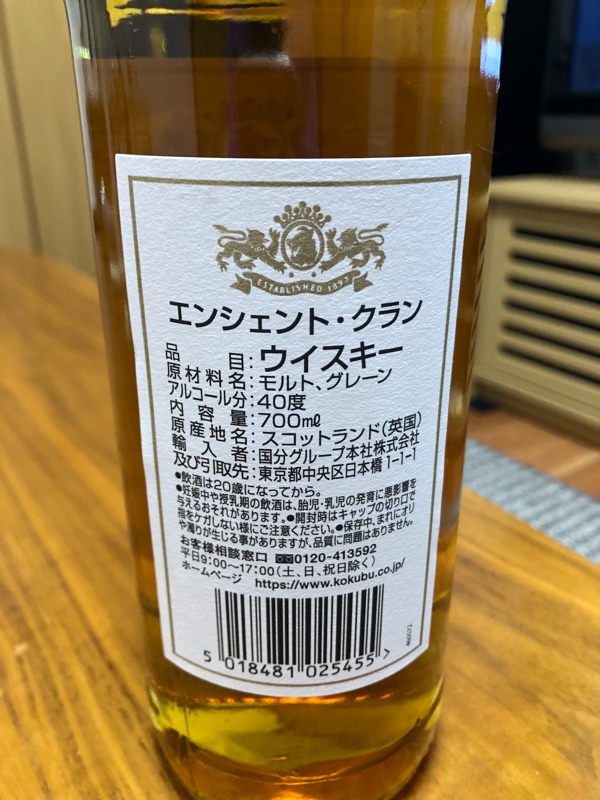 ESTABLISHED 1897
エンシェント・クラン
品目:ウイスキー
原材料名:モルト、グレーン
アルコール分:40度
内容量:700mℓ
原産地名:スコットランド(英国)
輸入者:国分グループ本社株式会社
及び引取先:東京都中央区日本橋1-1-1
●飲酒は20歳になってから。
●妊娠中や授乳期の飲酒は、胎児・乳児の発育に悪影響を
与えるおそれがあります。●開封時はキャップの切り口で
指をケガしない様にご注意ください。●保存中、まれにオリ
や濁りが生じる事がありますが、品質に問題はありません。
お客様相談窓口 0120-413592
平日9:00〜17:00(土、日、祝日除く)
ホームページ https://www.kokubu.co.jp/
5 018481 025455 >